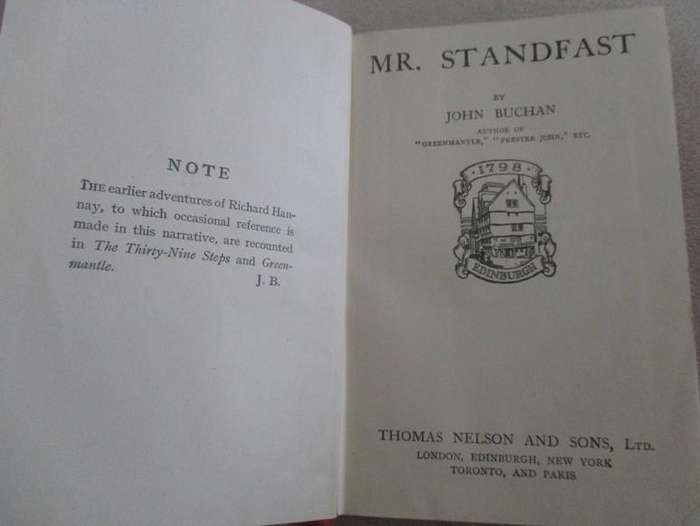 NOTE
THE earlier adventures of Richard Han-
nay, to which occasional reference is
made in this narrative, are recounted
in The Thirty-Nine Steps and Green-
mantle.
J. B.
MR. STANDFAST
BY
JOHN BUCHAN
AUTHOR OF
"GREENMANTLE," "PRESTER JOHN," ETC.
·1798·
EDINBURGH
THOMAS NELSON AND SONS, LTD.
LONDON, EDINBURGH, NEW YORK
TORONTO, AND PARIS